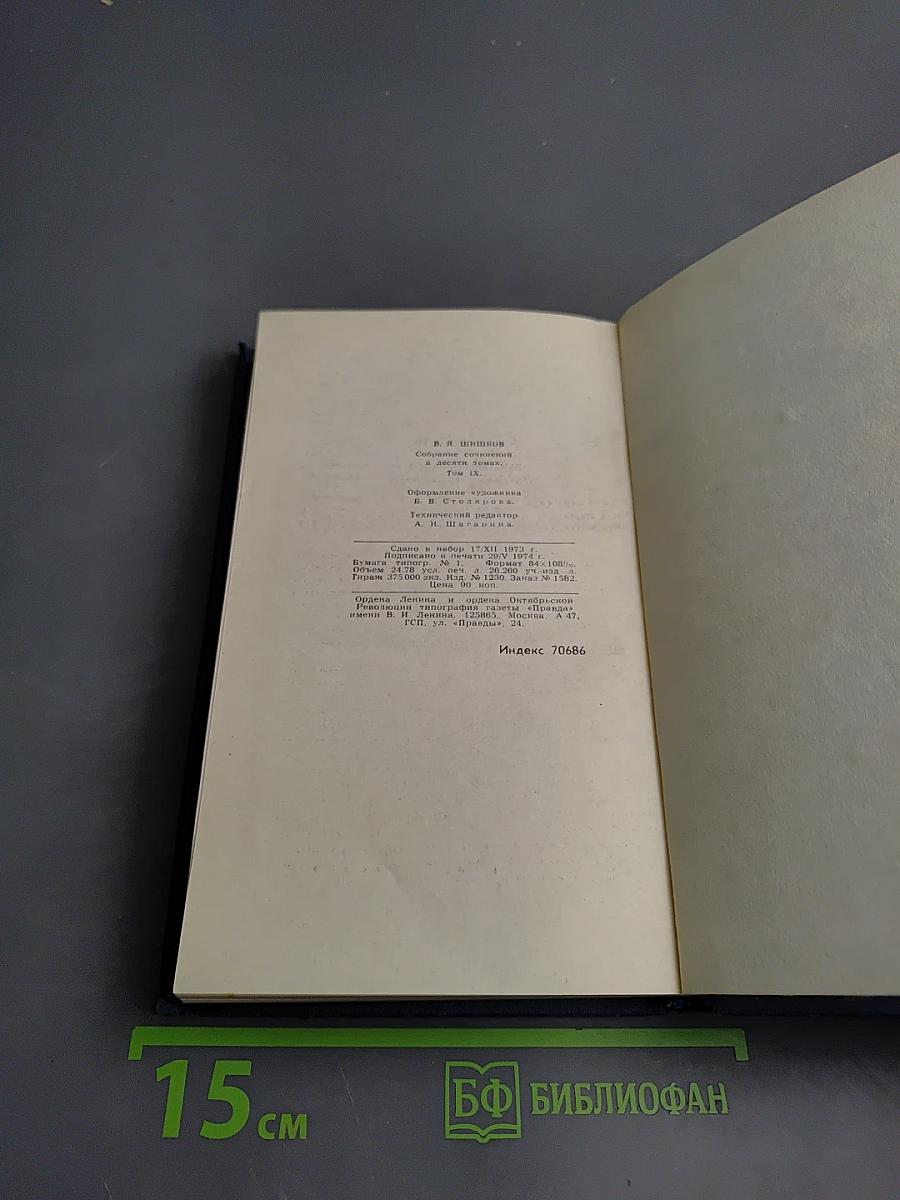 В. Я. ШИШКОВ
Собрание сочинений
в десяти томах.
Том IX.
Оформление художника
Б. В. Столярова.
Технический редактор
А. И. Шагарина.
Сдано в набор 17/XII 1973 г.
Подписано к печати 29/V 1974 г.
Бумага типогр. № 1. Формат 84×108¹/₃₂.
Объем 24,78 усл. печ. л. 26,260 уч.-изд. л.
Тираж 375 000 экз. Изд. № 1230. Заказ № 1582.
Цена 90 коп.
Ордена Ленина и ордена Октябрьской
Революции типография газеты «Правда»
имени В. И. Ленина, 125865, Москва, А-47,
ГСП, ул. «Правды», 24.
Индекс 70686
15 см
БФ БИБЛИОФАН